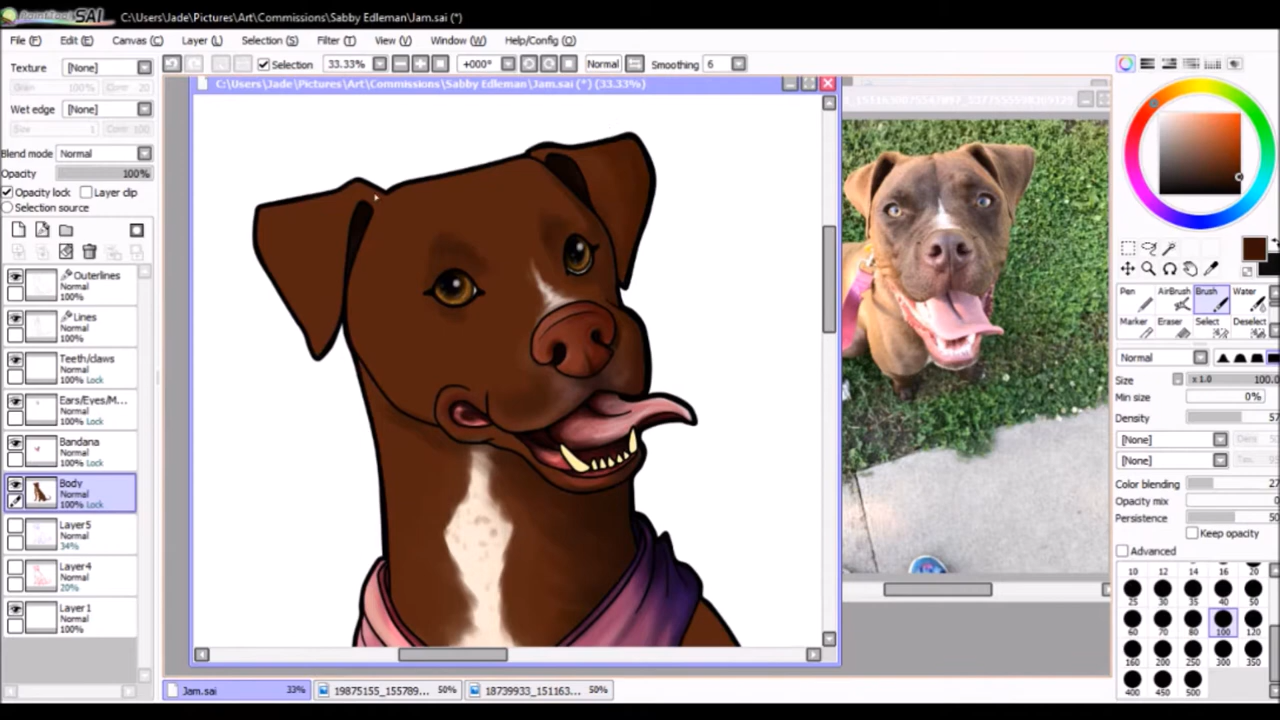 PaintTool SAI C:\Users\Jade\Pictures\Art\Commissions\Sabby Edleman\Jam.sai (*)
File (F) Edit (E) Canvas (C) Layer (L) Selection (S) Filter (T) View (V) Window (W) Help/Config (O)
Selection 33.33% +000° Normal Smoothing 6
Texture [None]
Grain 100%
Wet edge [None]
Blend mode Normal
Opacity 100%
Opacity lock Layer clip
Selection source
Outerlines
Normal
100%
Lines
Normal
100%
Teeth/claws
Normal
100% Lock
Ears/Eyes/M...
Normal
100% Lock
Bandana
Normal
100% Lock
Body
Normal
100% Lock
Layer5
Normal
34%
Layer4
Normal
20%
Layer1
Normal
100%
C:\Users\Jade\Pictures\Art\Commissions\Sabby Edleman\Jam.sai (*) (33.33%)
Jam.sai 33% 19875155_155789... 50% 18739933_151163... 50%
Pen AirBrush Brush Water
Marker Eraser Select Deselect
Normal
Size x 1.0 100.0
Min size 0%
Density
[None]
[None]
Color blending 27
Opacity mix 0
Persistence 50
Keep opacity
Advanced
10 12 14 16 20
25 30 35 40 50
60 70 80 100 120
160 200 250 300 350
400 450 500